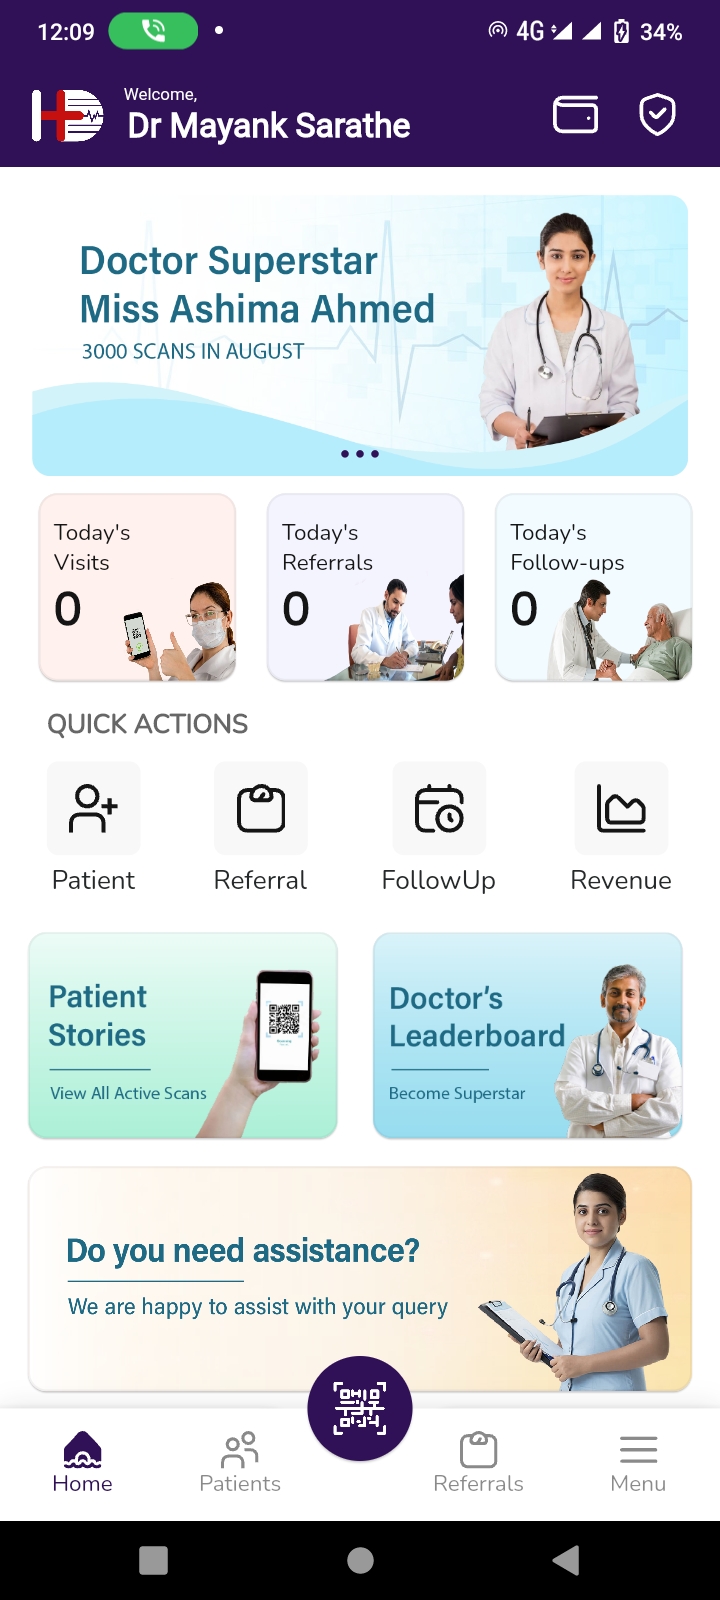 12:09
4G
34%
Welcome,
Dr Mayank Sarathe
Doctor Superstar
Miss Ashima Ahmed
3000 SCANS IN AUGUST
Today's
Visits
0
Today's
Referrals
0
Today's
Follow-ups
0
QUICK ACTIONS
Patient
Referral
FollowUp
Revenue
Patient
Stories
View All Active Scans
Doctor's
Leaderboard
Become Superstar
Do you need assistance?
We are happy to assist with your query
Home
Patients
Referrals
Menu